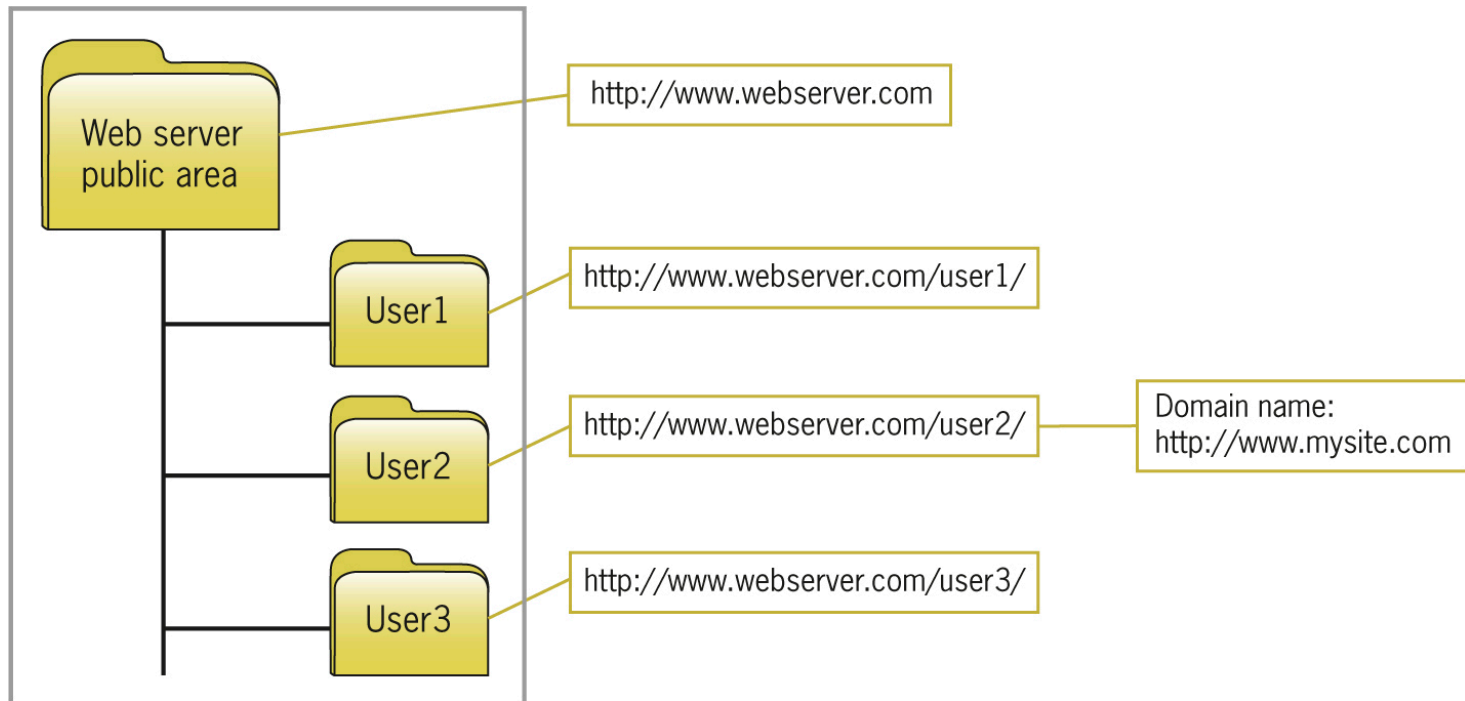 Web server
public area
http://www.webserver.com
User1
http://www.webserver.com/user1/
User2
http://www.webserver.com/user2/
Domain name:
http://www.mysite.com
User3
http://www.webserver.com/user3/